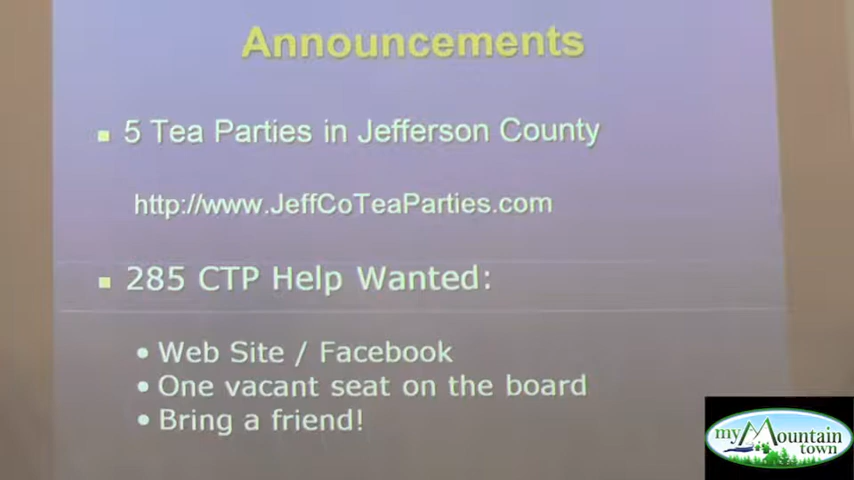 Announcements
5 Tea Parties in Jefferson County
http://www.JeffCoTeaParties.com
285 CTP Help Wanted:
Web Site / Facebook
One vacant seat on the board
Bring a friend!
my Mountain
town